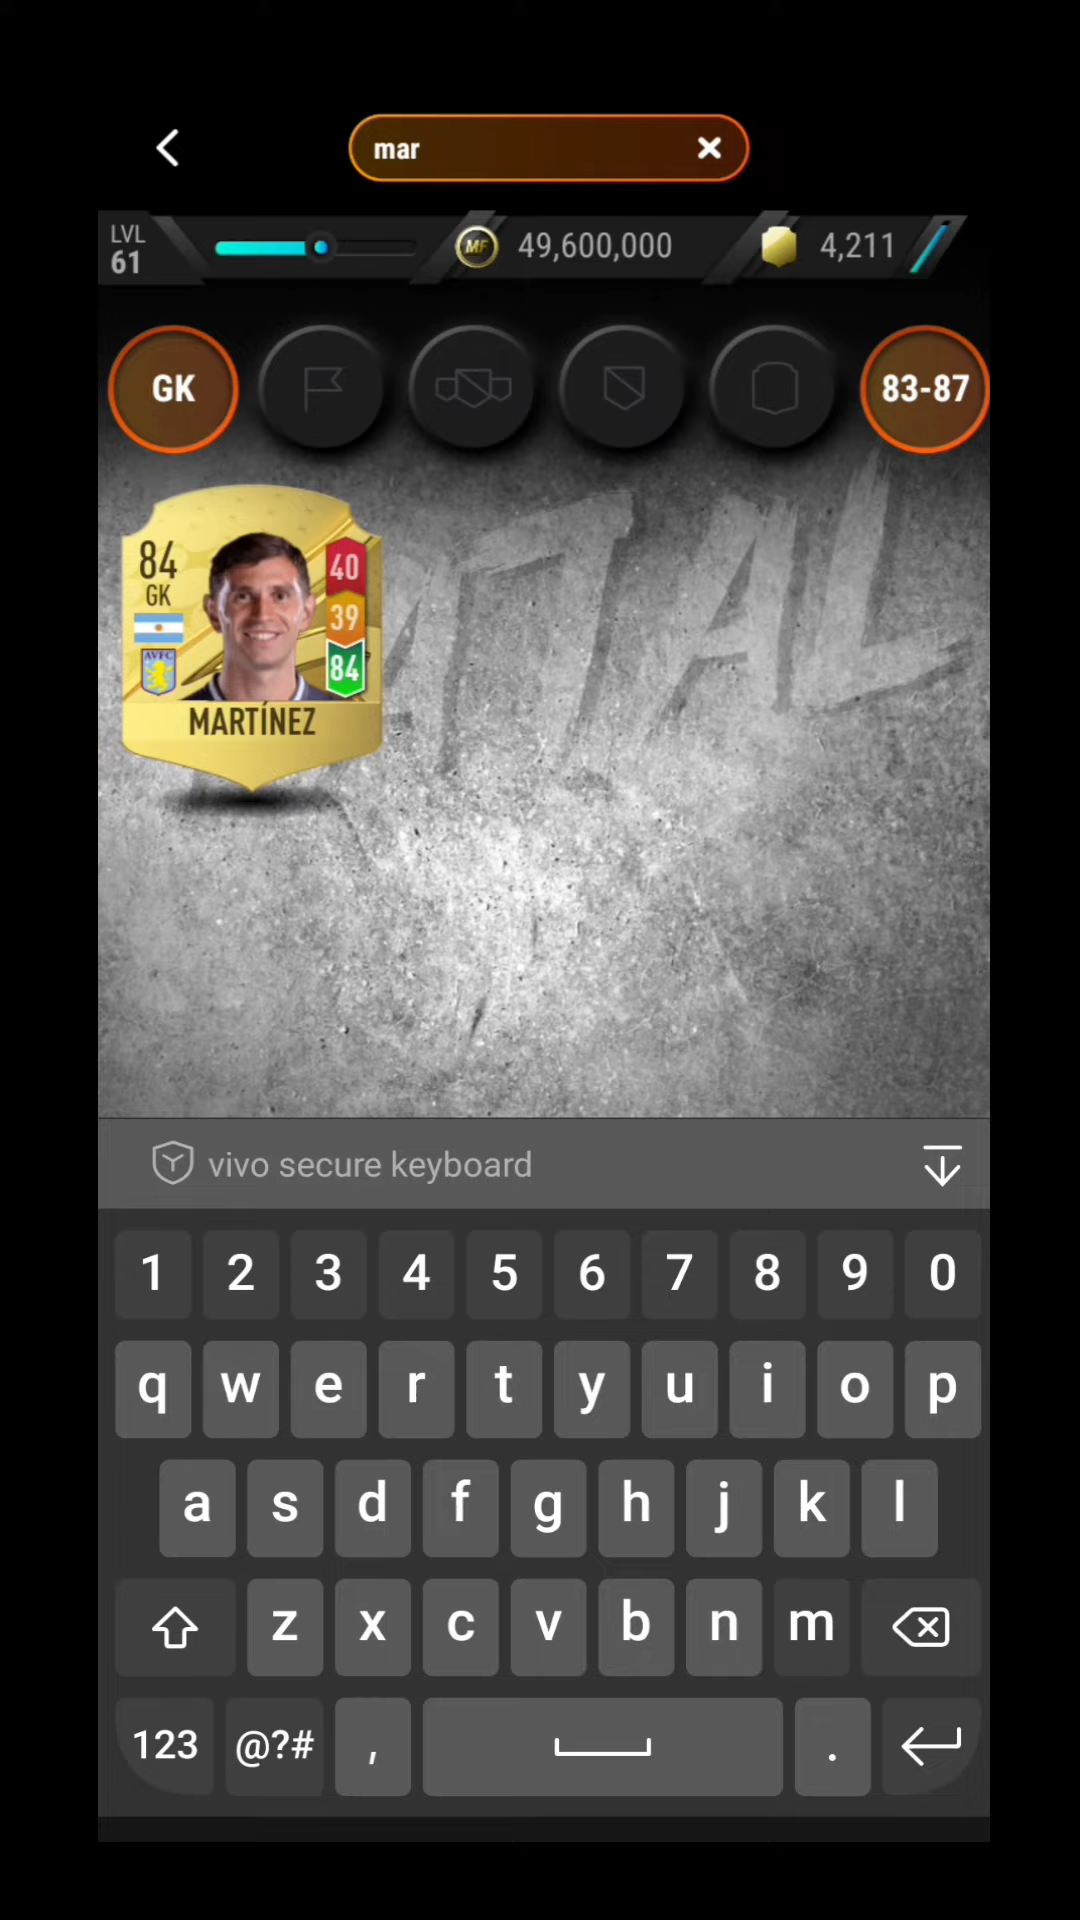 mar
LVL
61
MF
49,600,000
4,211
GK
83-87
84
GK
40
39
84
AVFC
MARTÍNEZ
vivo secure keyboard
1 2 3 4 5 6 7 8 9 0
q w e r t y u i o p
a s d f g h j k l
z x c v b n m
123 @?# , .